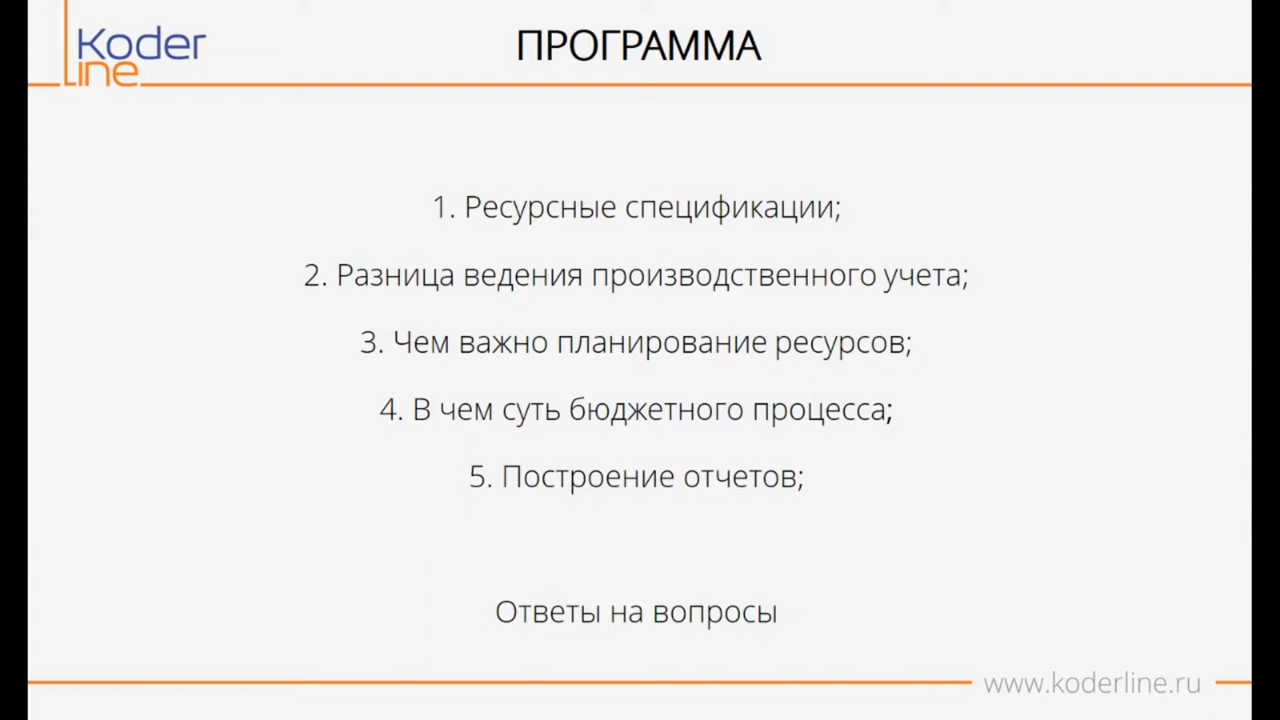 Koder
line
ПРОГРАММА
1. Ресурсные спецификации;
2. Разница ведения производственного учета;
3. Чем важно планирование ресурсов;
4. В чем суть бюджетного процесса;
5. Построение отчетов;
Ответы на вопросы
www.koderline.ru